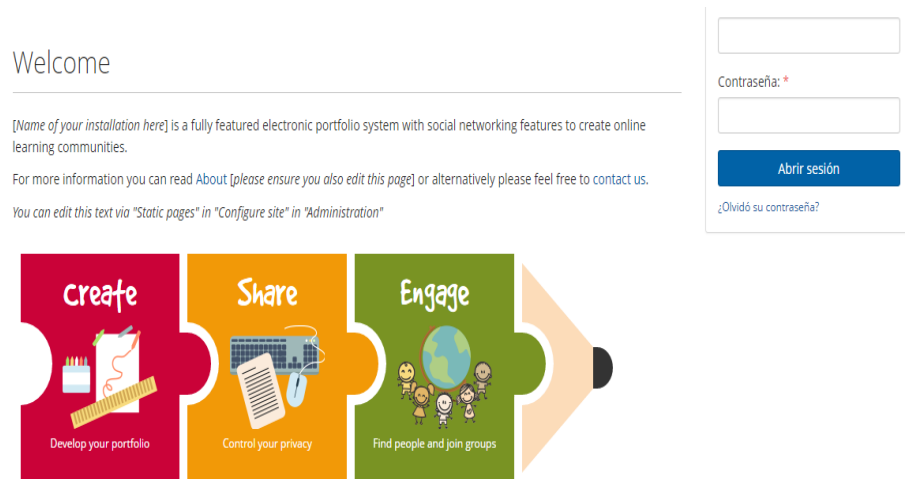 Welcome
[Name of your installation here] is a fully featured electronic portfolio system with social networking features to create online
learning communities.
For more information you can read About [please ensure you also edit this page] or alternatively please feel free to contact us.
You can edit this text via "Static pages" in "Configure site" in "Administration"
Contraseña: *
Abrir sesión
¿Olvidó su contraseña?
Create
Share
Engage
Develop your portfolio
Control your privacy
Find people and join groups